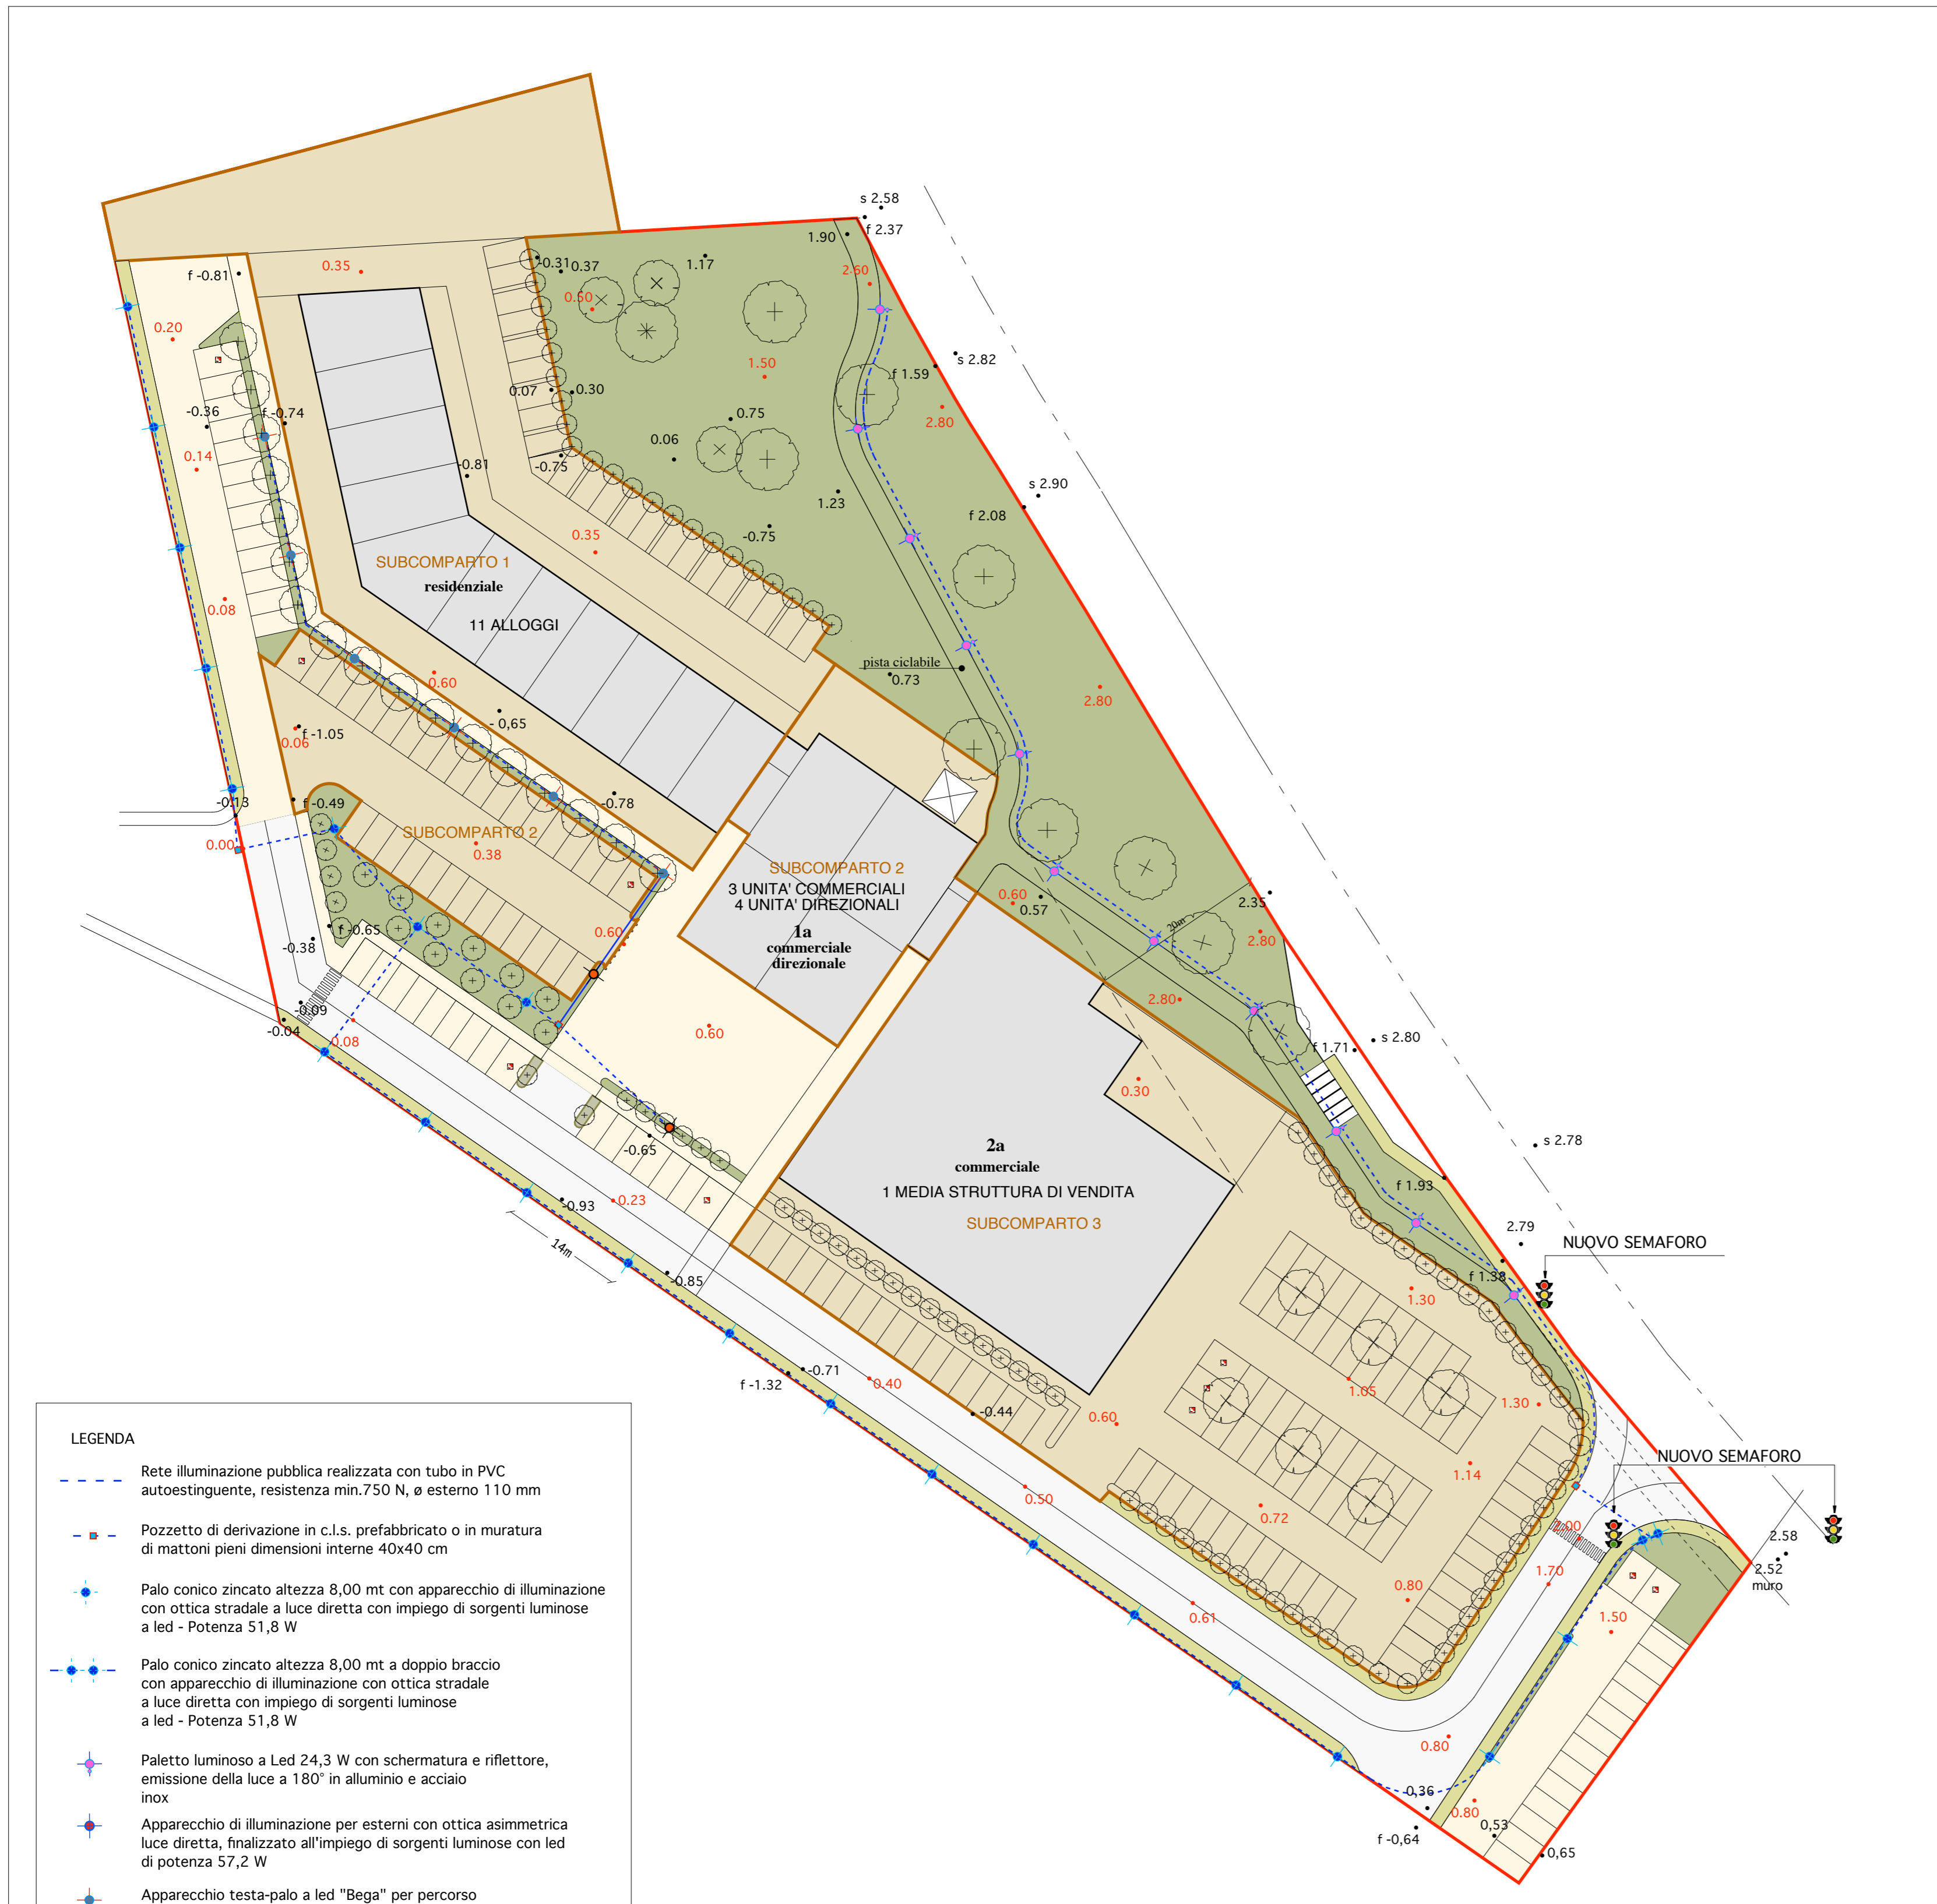 s 2.58
f 2.37
1.90
2.60
-0.31
0.37
1.17
0.50
f -0.81
0.35
0.20
s 2.82
f 1.59
1.50
2.80
0.07
0.30
-0.36
f -0.74
0.75
0.06
0.14
-0.81
-0.75
1.23
s 2.90
f 2.08
-0.75
0.35
SUBCOMPARTO 1
residenziale
11 ALLOGGI
0.08
pista ciclabile
0.73
0.60
2.80
- 0,65
f -1.05
0.06
-0.13
f -0.49
-0.78
SUBCOMPARTO 2
0.38
0.00
SUBCOMPARTO 2
3 UNITA' COMMERCIALI
4 UNITA' DIREZIONALI
1a
commerciale
direzionale
0.60
0.57
2.35
20m
2.80
f -0.65
-0.38
0.60
2.80
-0.09
-0.04
0.08
0.60
f 1.71
s 2.80
0.30
-0.65
2a
commerciale
1 MEDIA STRUTTURA DI VENDITA
SUBCOMPARTO 3
s 2.78
f 1.93
-0.93
0.23
14m
2.79
NUOVO SEMAFORO
-0.85
f 1.38
1.30
f -1.32
-0.71
0.40
1.05
1.30
-0.44
0.60
NUOVO SEMAFORO
1.14
0.50
0.72
2.00
2.58
2.52
muro
1.70
0.80
0.61
1.50
0.80
0,36
0.80
f -0,64
0,53
0,65
LEGENDA
Rete illuminazione pubblica realizzata con tubo in PVC
autoestinguente, resistenza min.750 N, ø esterno 110 mm
Pozzetto di derivazione in c.l.s. prefabbricato o in muratura
di mattoni pieni dimensioni interne 40x40 cm
Palo conico zincato altezza 8,00 mt con apparecchio di illuminazione
con ottica stradale a luce diretta con impiego di sorgenti luminose
a led - Potenza 51,8 W
Palo conico zincato altezza 8,00 mt a doppio braccio
con apparecchio di illuminazione con ottica stradale
a luce diretta con impiego di sorgenti luminose
a led - Potenza 51,8 W
Paletto luminoso a Led 24,3 W con schermatura e riflettore,
emissione della luce a 180° in alluminio e acciaio
inox
Apparecchio di illuminazione per esterni con ottica asimmetrica
luce diretta, finalizzato all'impiego di sorgenti luminose con led
di potenza 57,2 W
Apparecchio testa-palo a led "Bega" per percorso